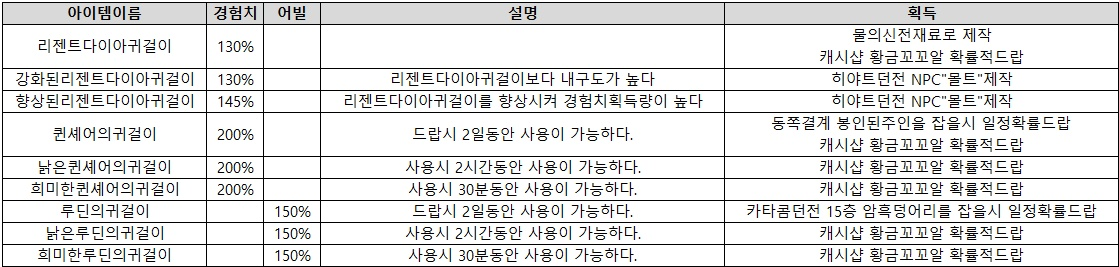 아이템이름 경험치 어빌 설명 획득
리젠트다이아귀걸이 130% 물의신전재료로 제작
캐시샵 황금꼬꼬알 확률적드랍
강화된리젠트다이아귀걸이 130% 리젠트다이아귀걸이보다 내구도가 높다 히야트던전 NPC"몰트"제작
향상된리젠트다이아귀걸이 145% 리젠트다이아귀걸이를 향상시켜 경험치획득량이 높다 히야트던전 NPC"몰트"제작
퀸셰어의귀걸이 200% 드랍시 2일동안 사용이 가능하다. 동쪽결계 봉인된주인을 잡을시 일정확률드랍
캐시샵 황금꼬꼬알 확률적드랍
낡은퀸셰어의귀걸이 200% 사용시 2시간동안 사용이 가능하다. 캐시샵 황금꼬꼬알 확률적드랍
희미한퀸셰어의귀걸이 200% 사용시 30분동안 사용이 가능하다. 캐시샵 황금꼬꼬알 확률적드랍
루딘의귀걸이 150% 드랍시 2일동안 사용이 가능하다. 카타콤던전 15층 암흑덩어리를 잡을시 일정확률드랍
낡은루딘의귀걸이 150% 사용시 2시간동안 사용이 가능하다. 캐시샵 황금꼬꼬알 확률적드랍
희미한루딘의귀걸이 150% 사용시 30분동안 사용이 가능하다. 캐시샵 황금꼬꼬알 확률적드랍